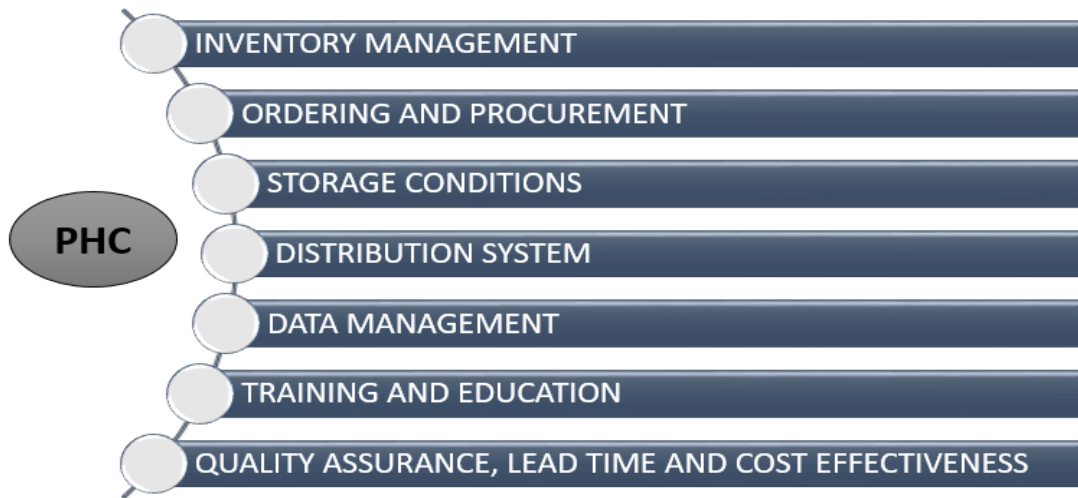 INVENTORY MANAGEMENT
ORDERING AND PROCUREMENT
STORAGE CONDITIONS
PHC
DISTRIBUTION SYSTEM
DATA MANAGEMENT
TRAINING AND EDUCATION
QUALITY ASSURANCE, LEAD TIME AND COST EFFECTIVENESS